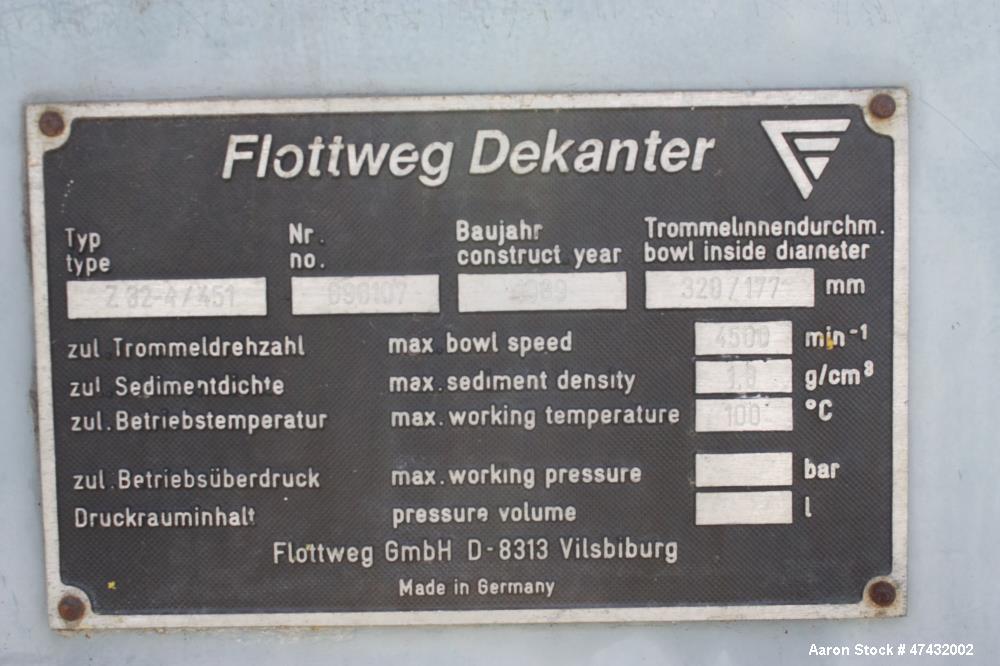 Flottweg Dekanter
Typ Nr. Baujahr Trommelinnendurchm.
type no. construct year bowl inside diameter
Z 32-4/451 1989 320/177 mm
zul Trommeldrehzahl max bowl speed 4500 min-1
zul Sedimentdichte max.sediment density g/cm³
zul.Betriebstemperatur max.working temperature 100 °C
zul.Betriebsüberdruck max.working pressure bar
Druckrauminhalt pressure volume l
Flottweg GmbH D-8313 Vilsbiburg
Made in Germany
Aaron Stock # 47432002